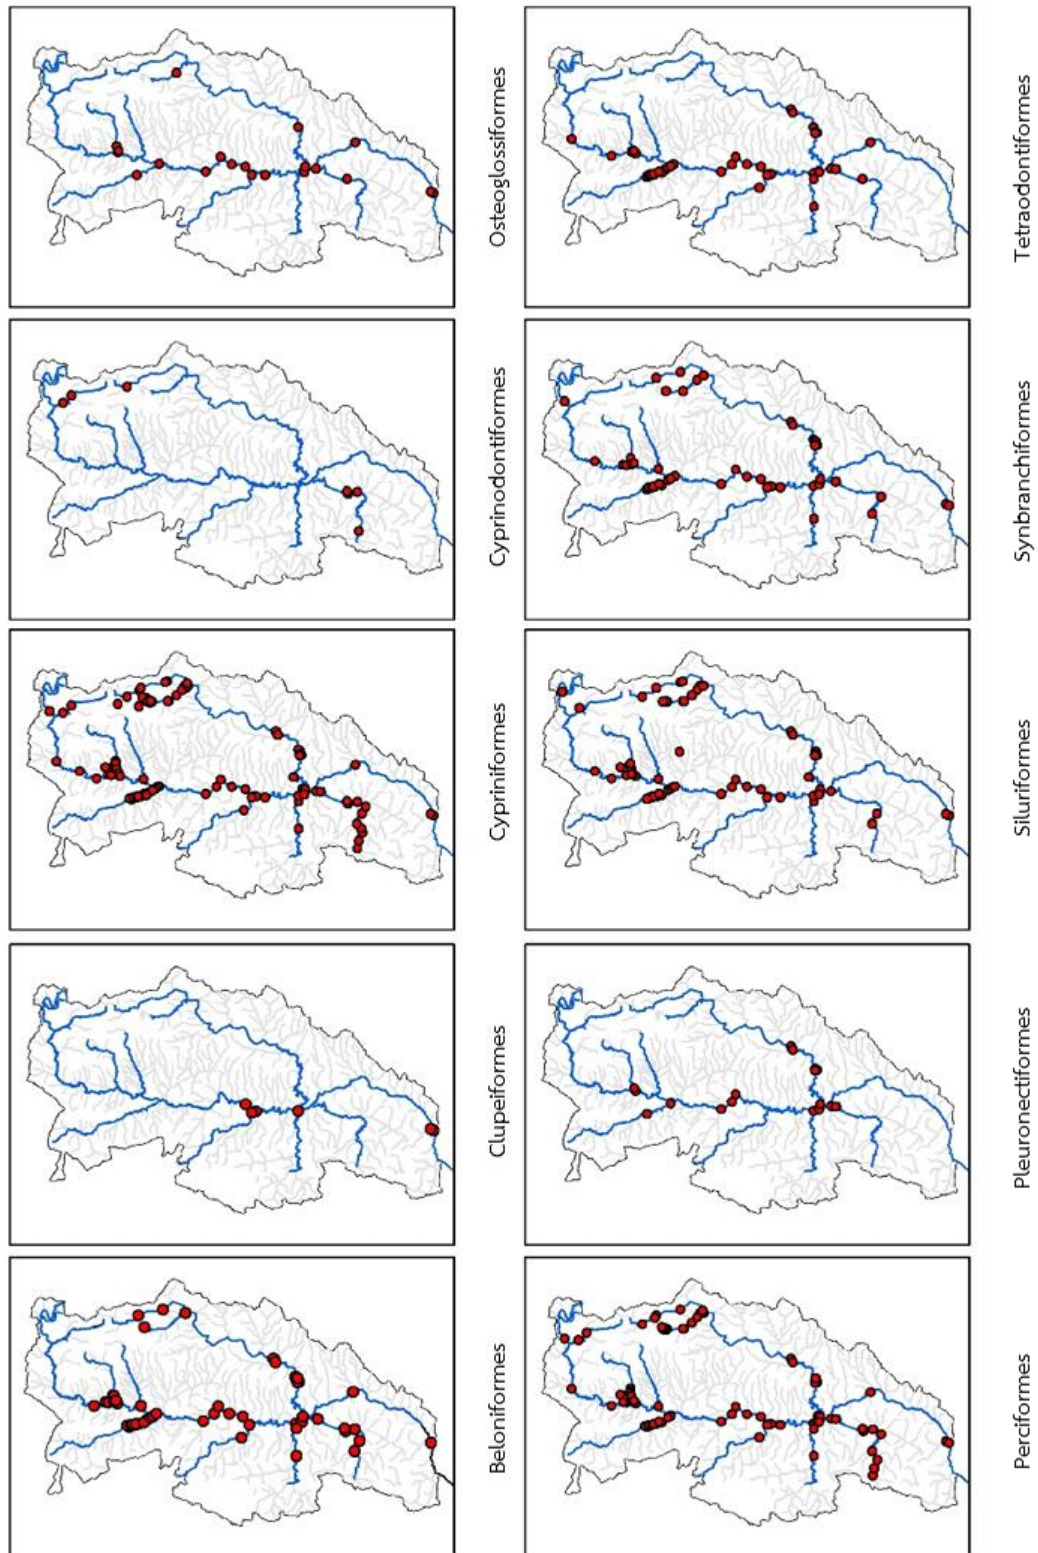 Osteoglossiformes
Tetraodontiformes
Cyprinodontiformes
Synbranchiformes
Cypriniformes
Siluriformes
Clupeiformes
Pleuronectiformes
Beloniformes
Perciformes